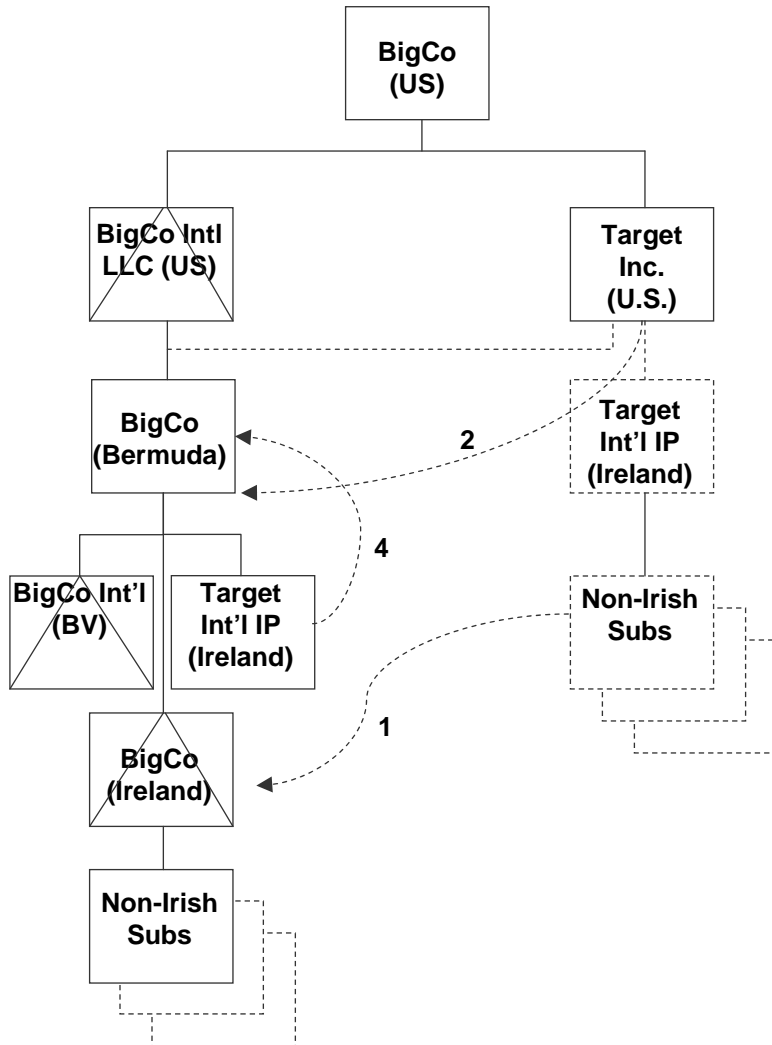 BigCo
(US)
BigCo Intl
LLC (US)
Target
Inc.
(U.S.)
BigCo
(Bermuda)
2
Target
Int'l IP
(Ireland)
4
BigCo Int'l
(BV)
Target
Int'l IP
(Ireland)
Non-Irish
Subs
1
BigCo
(Ireland)
Non-Irish
Subs